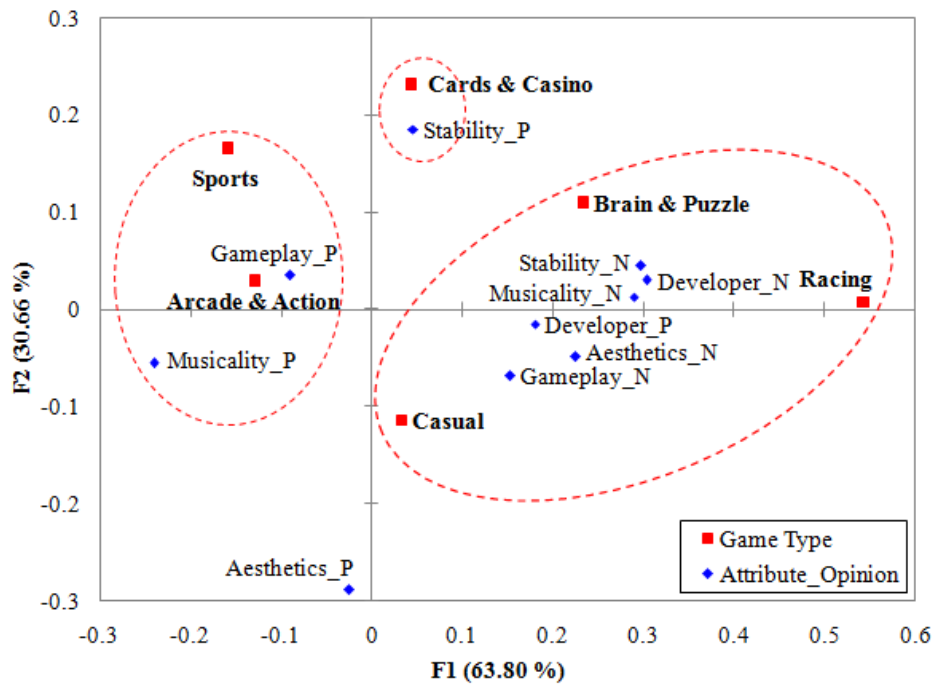 0.3
0.2
0.1
0
-0.1
-0.2
-0.3
F2 (30.66 %)
Cards & Casino
Stability_P
Sports
Gameplay_P
Arcade & Action
Musicality_P
Brain & Puzzle
Stability_N
Developer_N
Racing
Musicality_N
Developer_P
Aesthetics_N
Gameplay_N
Casual
Aesthetics_P
Game Type
Attribute_Opinion
-0.3 -0.2 -0.1 0 0.1 0.2 0.3 0.4 0.5 0.6
F1 (63.80 %)